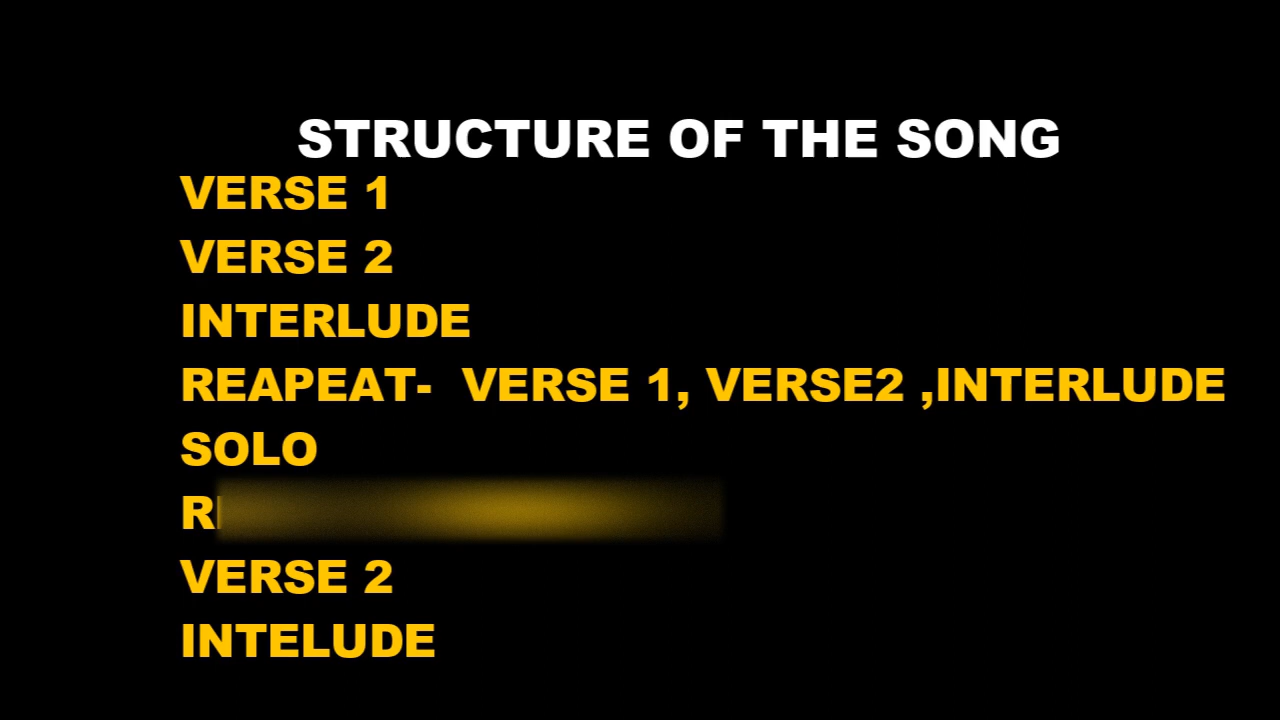 STRUCTURE OF THE SONG
VERSE 1
VERSE 2
INTERLUDE
REAPEAT-  VERSE 1, VERSE2 ,INTERLUDE
SOLO
VERSE 2
INTELUDE